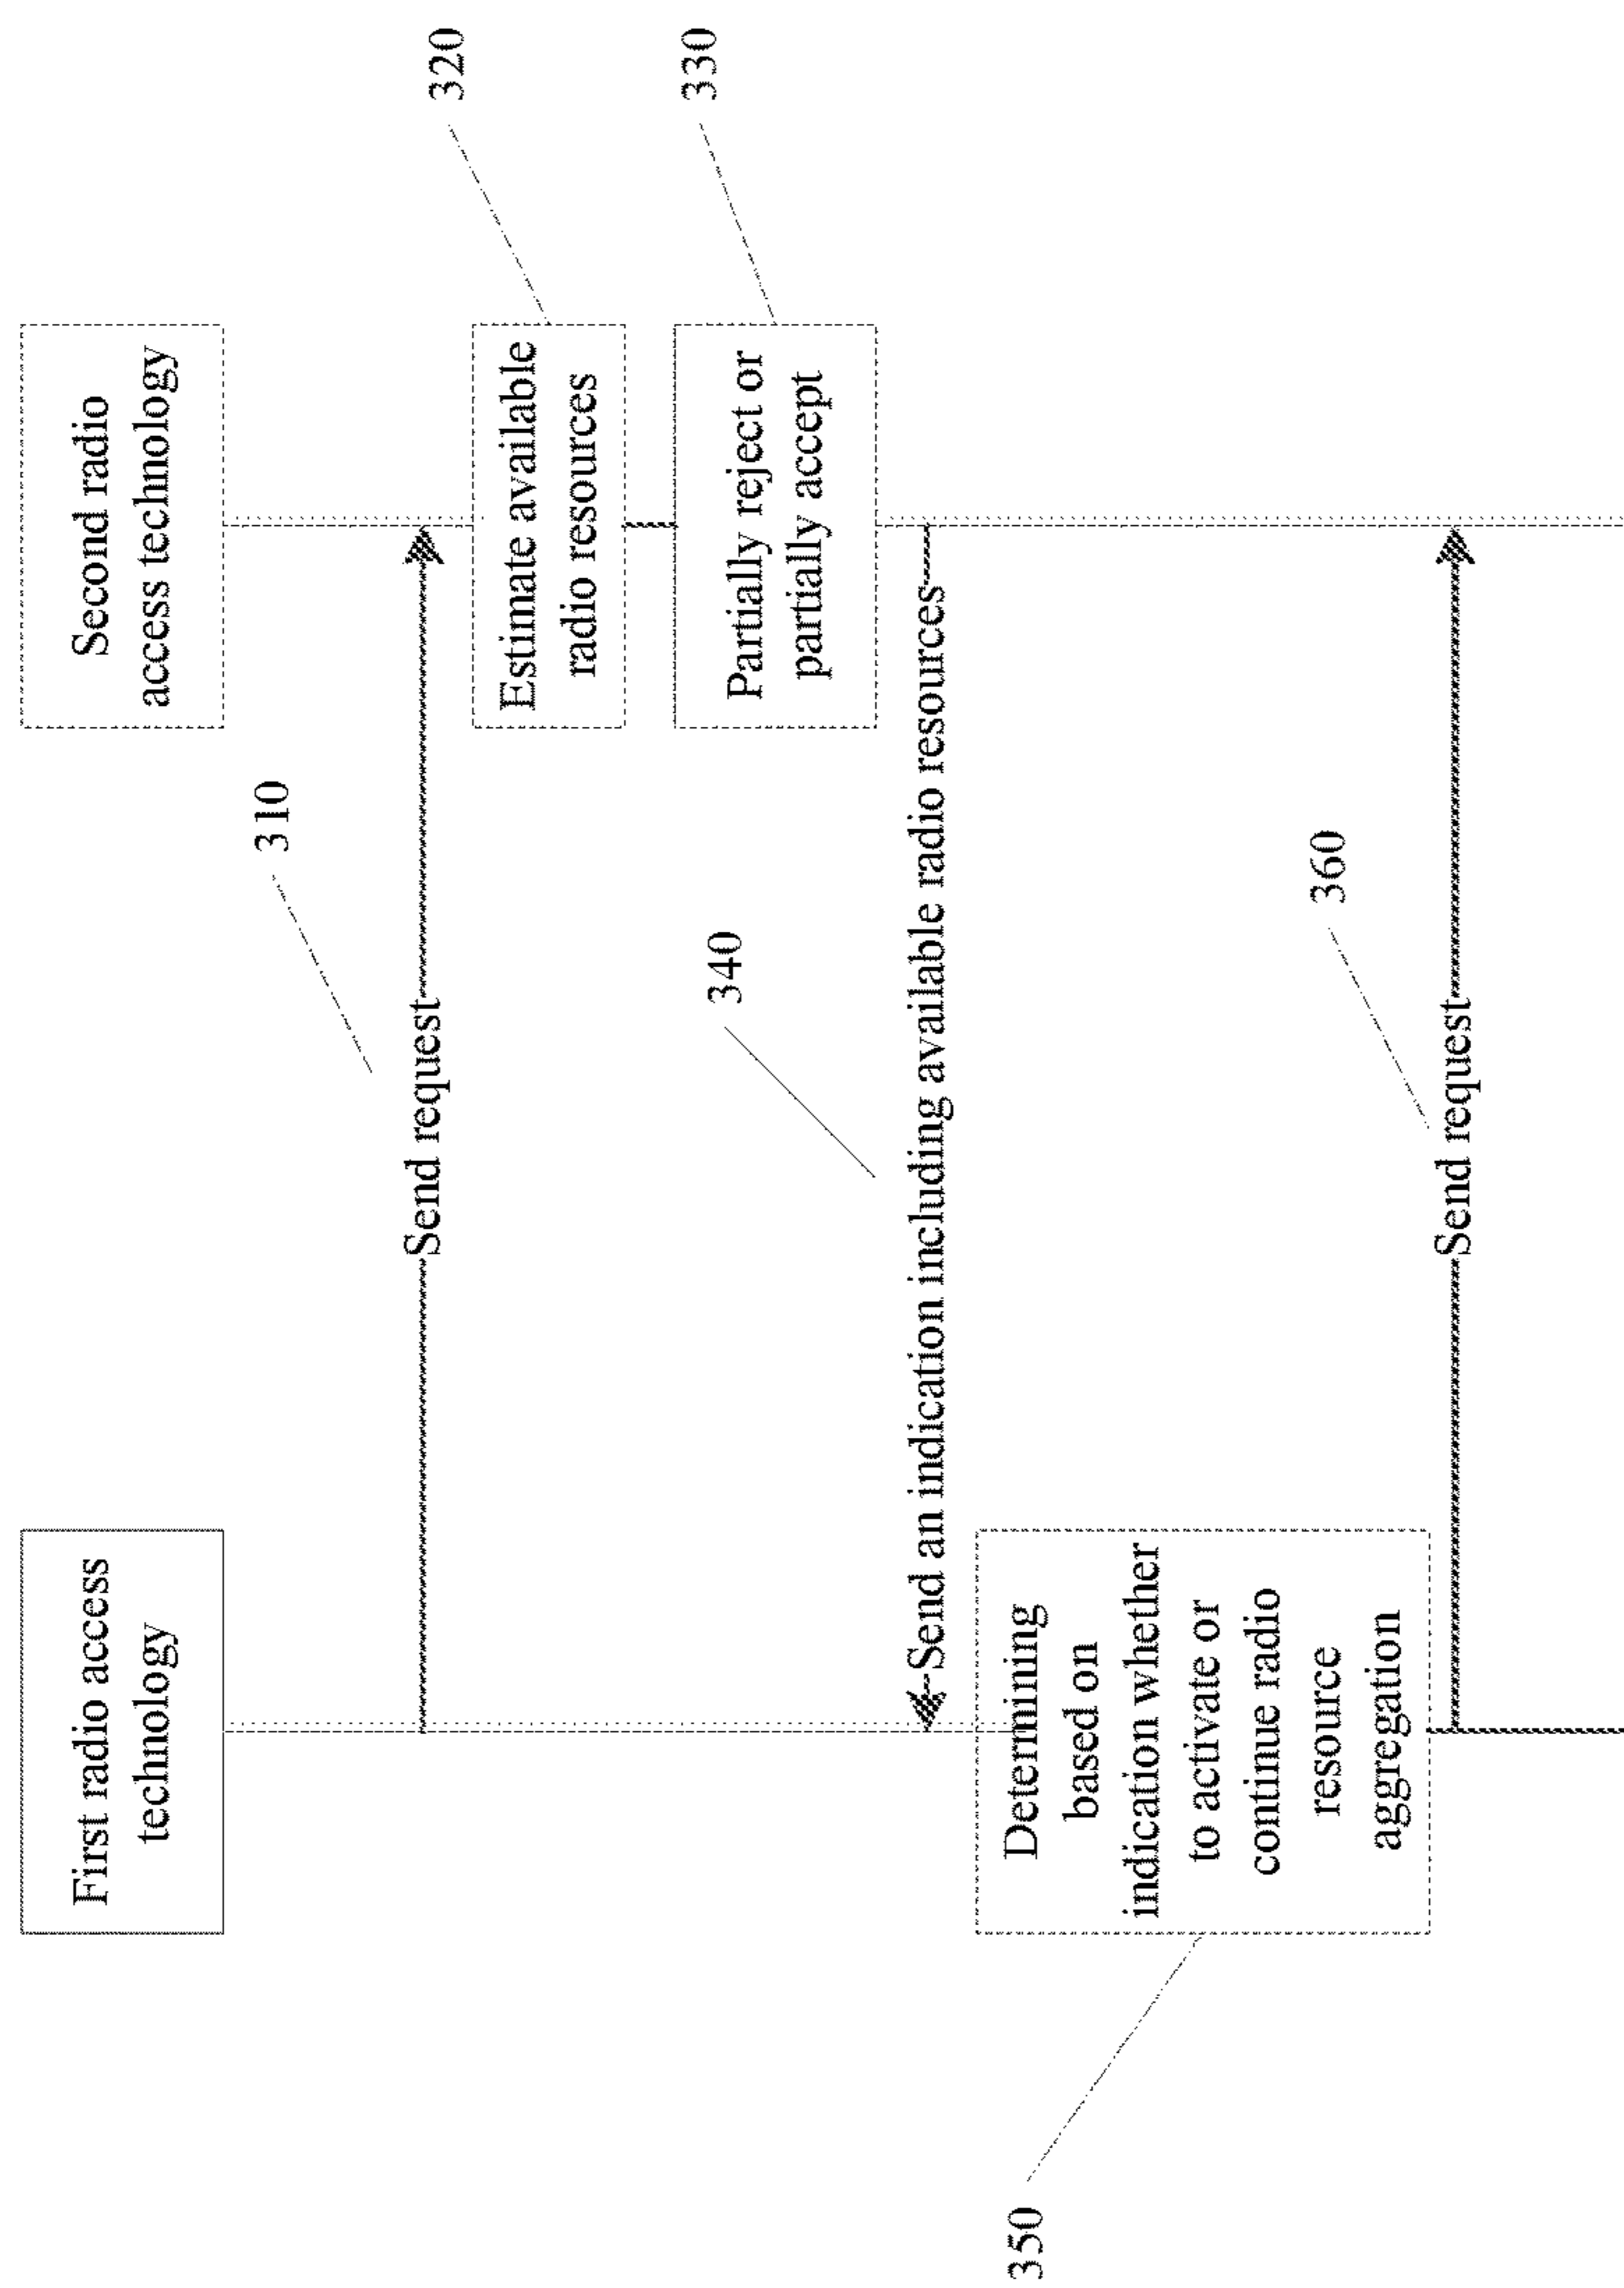 First radio access
technology
Second radio
access technology
310
Send request
320
Estimate available
radio resources
330
Partially reject or
partially accept
340
Send an indication including available radio resources
350
Determining
based on
indication whether
to activate or
continue radio
resource
aggregation
360
Send request